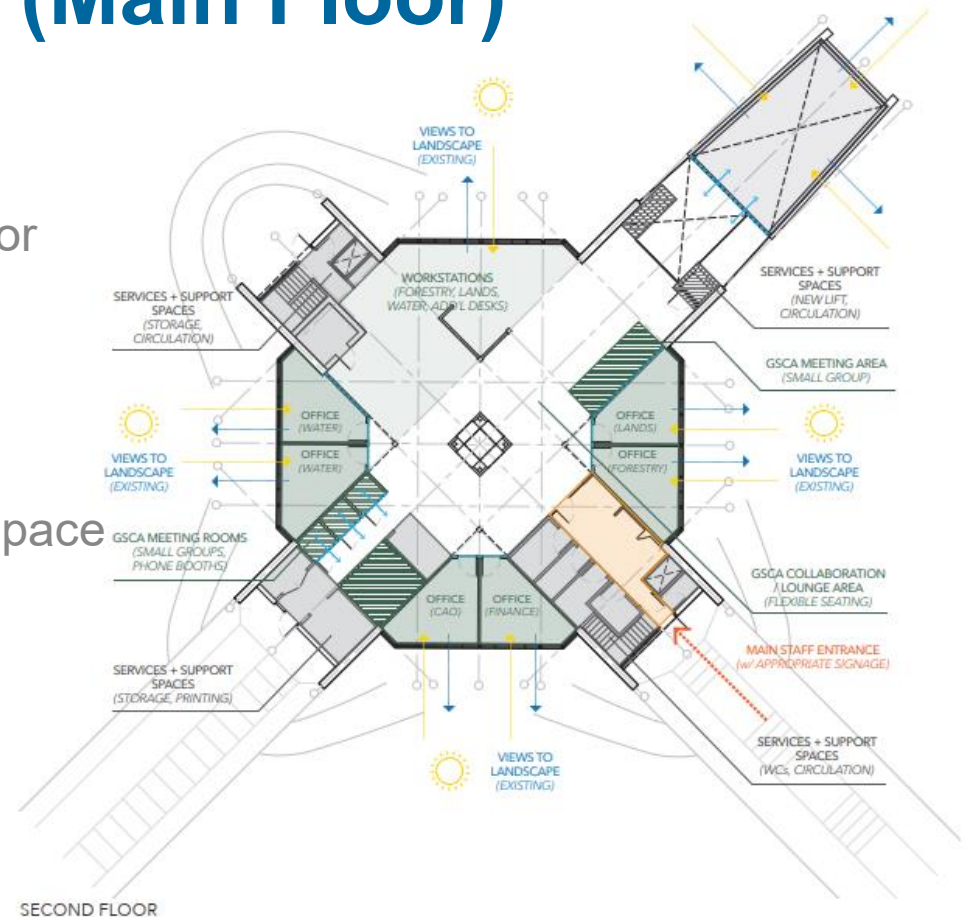 (Main Floor)
or
pace
VIEWS TO
LANDSCAPE
(EXISTING)
WORKSTATIONS
(FORESTRY, LANDS,
WATER, ADD'L DESKS)
SERVICES + SUPPORT
SPACES
(STORAGE,
CIRCULATION)
SERVICES + SUPPORT
SPACES
(NEW LIFT,
CIRCULATION)
GSCA MEETING AREA
(SMALL GROUP)
OFFICE
(WATER)
OFFICE
(LANDS)
VIEWS TO
LANDSCAPE
(EXISTING)
OFFICE
(WATER)
OFFICE
(FORESTRY)
VIEWS TO
LANDSCAPE
(EXISTING)
GSCA MEETING ROOMS
(SMALL GROUPS,
PHONE BOOTHS)
GSCA COLLABORATION
/ LOUNGE AREA
(FLEXIBLE SEATING)
OFFICE
(CAO)
OFFICE
(FINANCE)
MAIN STAFF ENTRANCE
(w/ APPROPRIATE SIGNAGE)
SERVICES + SUPPORT
SPACES
(STORAGE, PRINTING)
SERVICES + SUPPORT
SPACES
(WCs, CIRCULATION)
VIEWS TO
LANDSCAPE
(EXISTING)
SECOND FLOOR